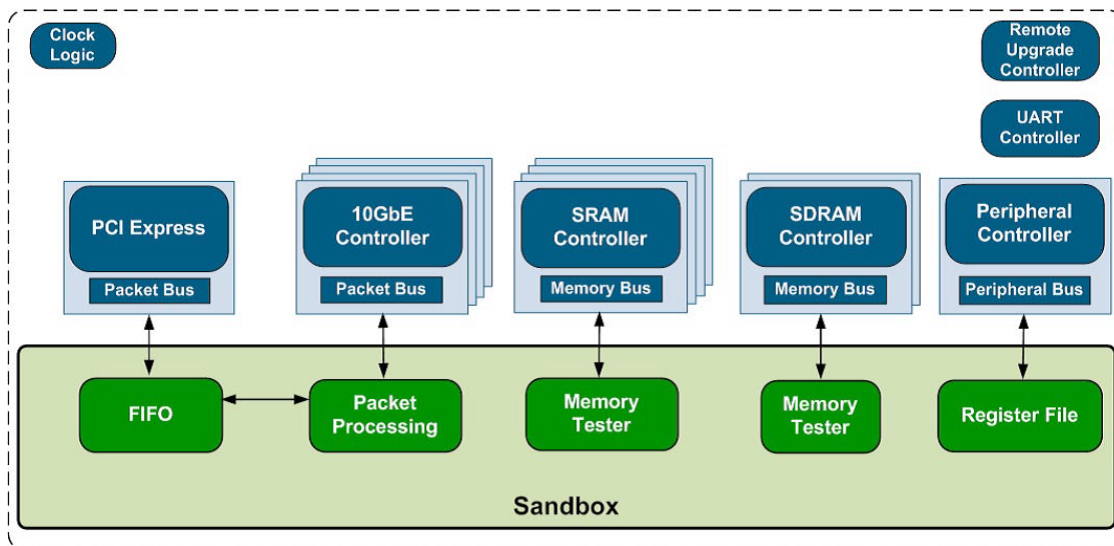 Clock
Logic
Remote
Upgrade
Controller
UART
Controller
PCI Express
Packet Bus
10GbE
Controller
Packet Bus
SRAM
Controller
Memory Bus
SDRAM
Controller
Memory Bus
Peripheral
Controller
Peripheral Bus
FIFO
Packet
Processing
Memory
Tester
Memory
Tester
Register File
Sandbox